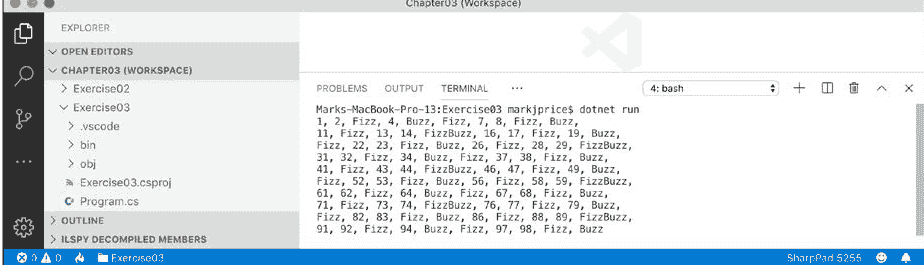 Chapter03 (Workspace)
EXPLORER
OPEN EDITORS
CHAPTER03 (WORKSPACE)
Exercise02
Exercise03
.vscode
bin
obj
Exercise03.csproj
Program.cs
OUTLINE
ILSPY DECOMPILED MEMBERS
PROBLEMS OUTPUT TERMINAL ··· 4: bash
Marks-MacBook-Pro-13:Exercise03 markjprice$ dotnet run
1, 2, Fizz, 4, Buzz, Fizz, 7, 8, Fizz, Buzz,
11, Fizz, 13, 14, FizzBuzz, 16, 17, Fizz, 19, Buzz,
Fizz, 22, 23, Fizz, Buzz, 26, Fizz, 28, 29, FizzBuzz,
31, 32, Fizz, 34, Buzz, Fizz, 37, 38, Fizz, Buzz,
41, Fizz, 43, 44, FizzBuzz, 46, 47, Fizz, 49, Buzz,
Fizz, 52, 53, Fizz, Buzz, 56, Fizz, 58, 59, FizzBuzz,
61, 62, Fizz, 64, Buzz, Fizz, 67, 68, Fizz, Buzz,
71, Fizz, 73, 74, FizzBuzz, 76, 77, Fizz, 79, Buzz,
Fizz, 82, 83, Fizz, Buzz, 86, Fizz, 88, 89, FizzBuzz,
91, 92, Fizz, 94, Buzz, Fizz, 97, 98, Fizz, Buzz
0 0 Exercise03 SharpPad 5255